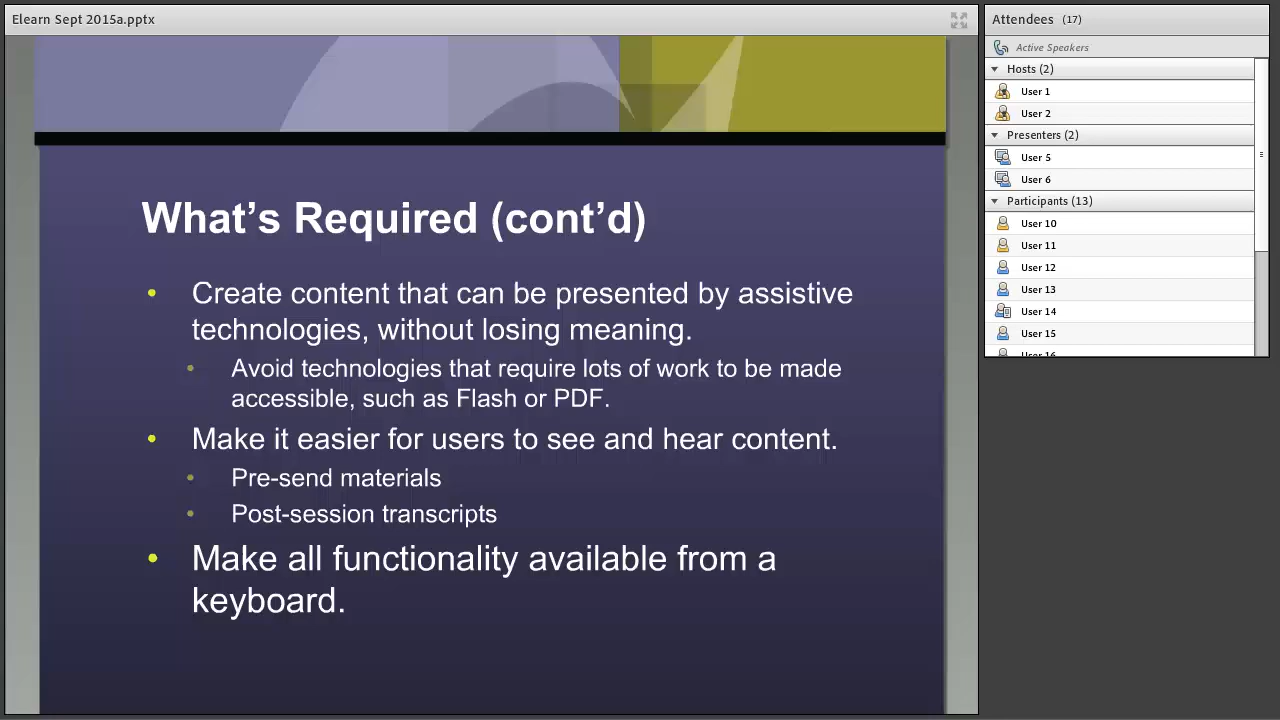 Elearn Sept 2015a.pptx
What's Required (cont'd)
• Create content that can be presented by assistive
technologies, without losing meaning.
• Avoid technologies that require lots of work to be made
accessible, such as Flash or PDF.
• Make it easier for users to see and hear content.
• Pre-send materials
• Post-session transcripts
• Make all functionality available from a
keyboard.
Attendees (17)
Active Speakers
Hosts (2)
User 1
User 2
Presenters (2)
User 5
User 6
Participants (13)
User 10
User 11
User 12
User 13
User 14
User 15
User 16